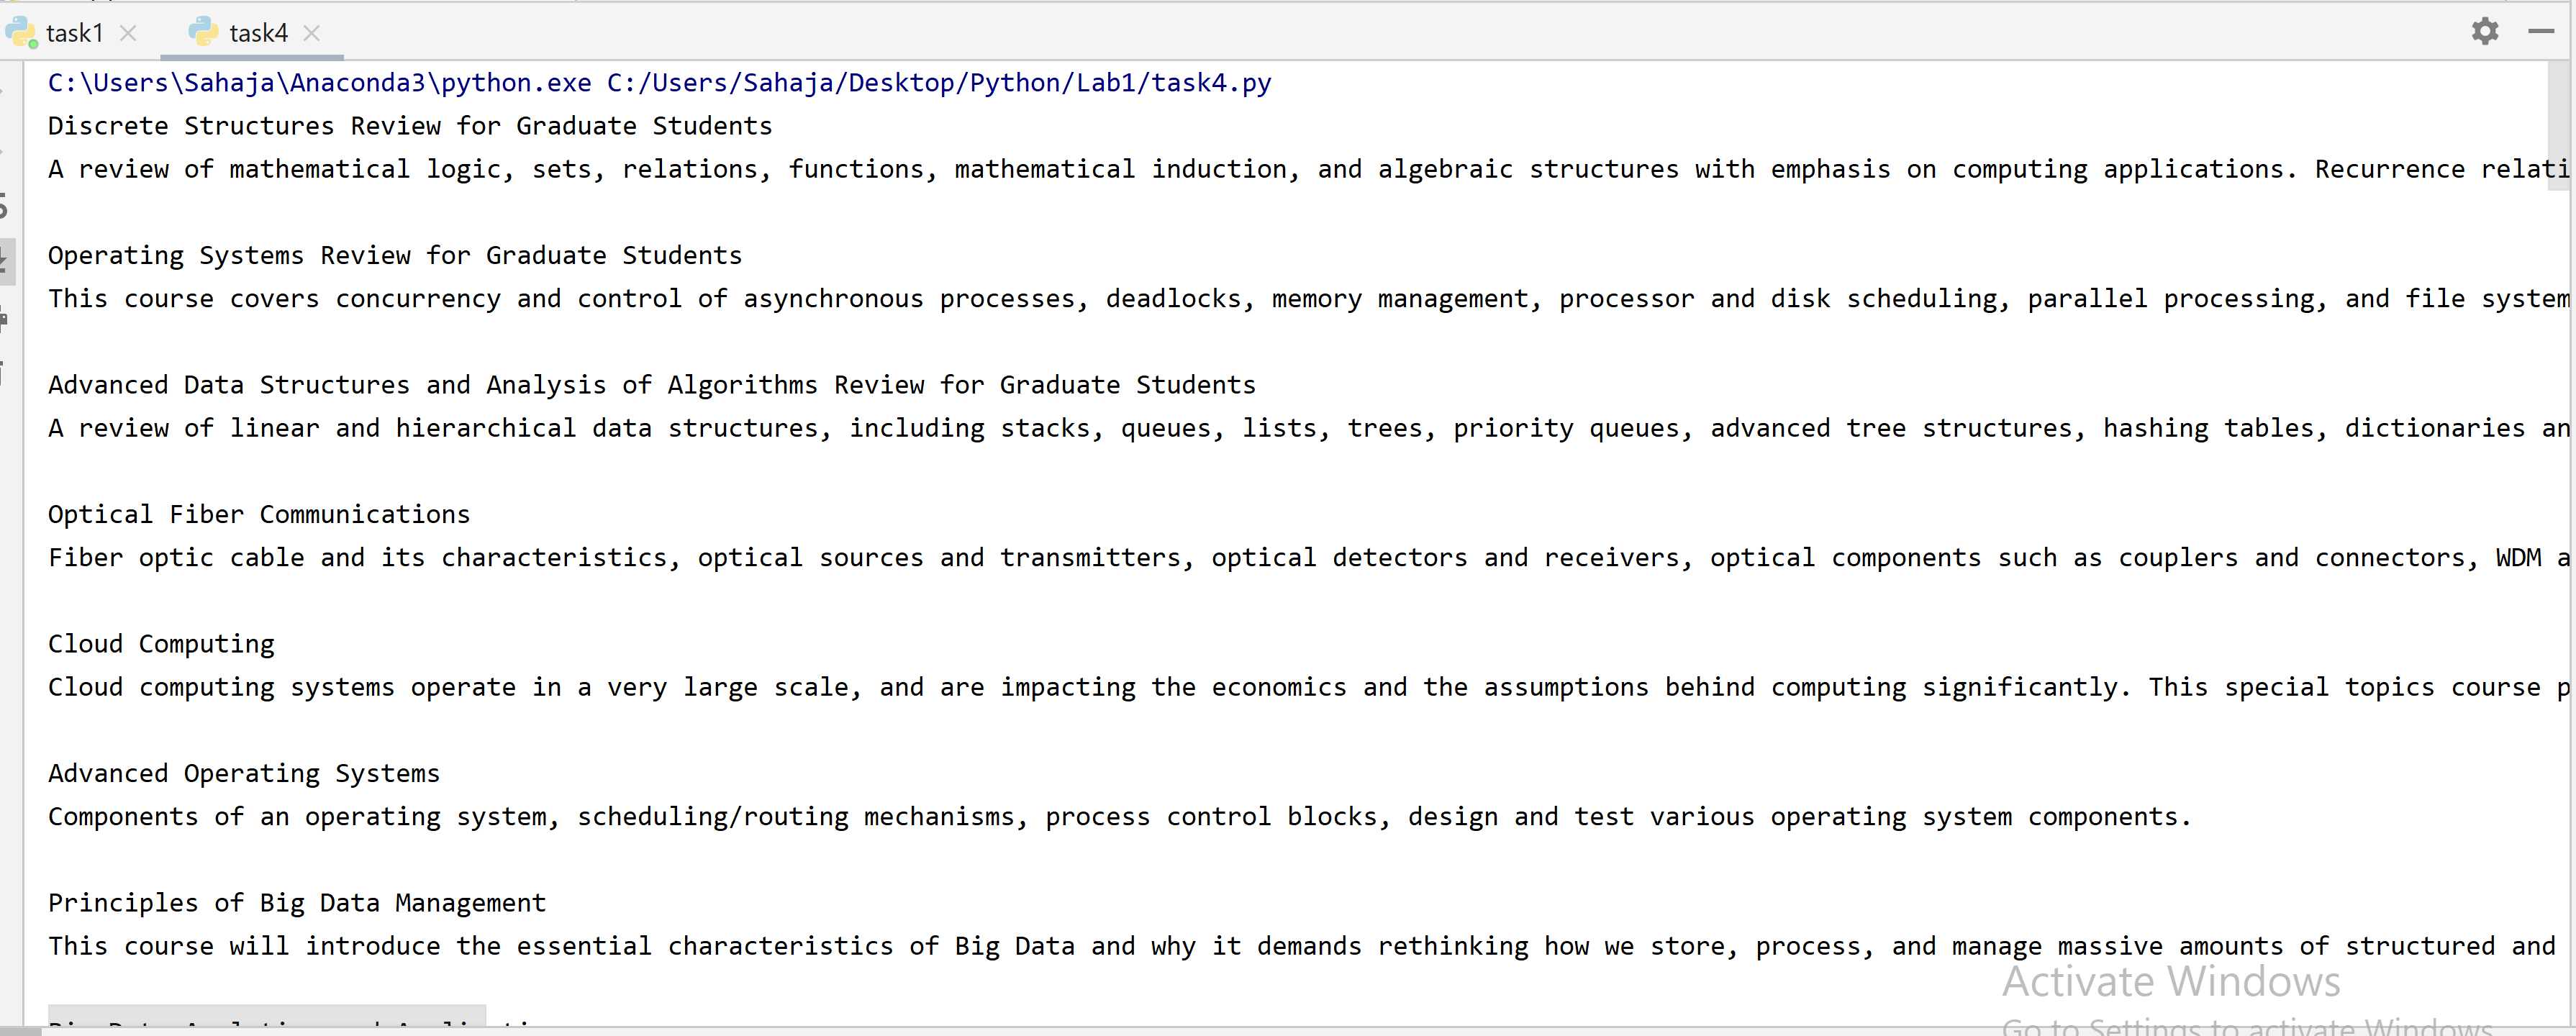 task1
task4
C:\Users\Sahaja\Anaconda3\python.exe C:/Users/Sahaja/Desktop/Python/Lab1/task4.py
Discrete Structures Review for Graduate Students
A review of mathematical logic, sets, relations, functions, mathematical induction, and algebraic structures with emphasis on computing applications. Recurrence relati
Operating Systems Review for Graduate Students
This course covers concurrency and control of asynchronous processes, deadlocks, memory management, processor and disk scheduling, parallel processing, and file system
Advanced Data Structures and Analysis of Algorithms Review for Graduate Students
A review of linear and hierarchical data structures, including stacks, queues, lists, trees, priority queues, advanced tree structures, hashing tables, dictionaries an
Optical Fiber Communications
Fiber optic cable and its characteristics, optical sources and transmitters, optical detectors and receivers, optical components such as couplers and connectors, WDM a
Cloud Computing
Cloud computing systems operate in a very large scale, and are impacting the economics and the assumptions behind computing significantly. This special topics course p
Advanced Operating Systems
Components of an operating system, scheduling/routing mechanisms, process control blocks, design and test various operating system components.
Principles of Big Data Management
This course will introduce the essential characteristics of Big Data and why it demands rethinking how we store, process, and manage massive amounts of structured and
Activate Windows
Go to Settings to activate Windows